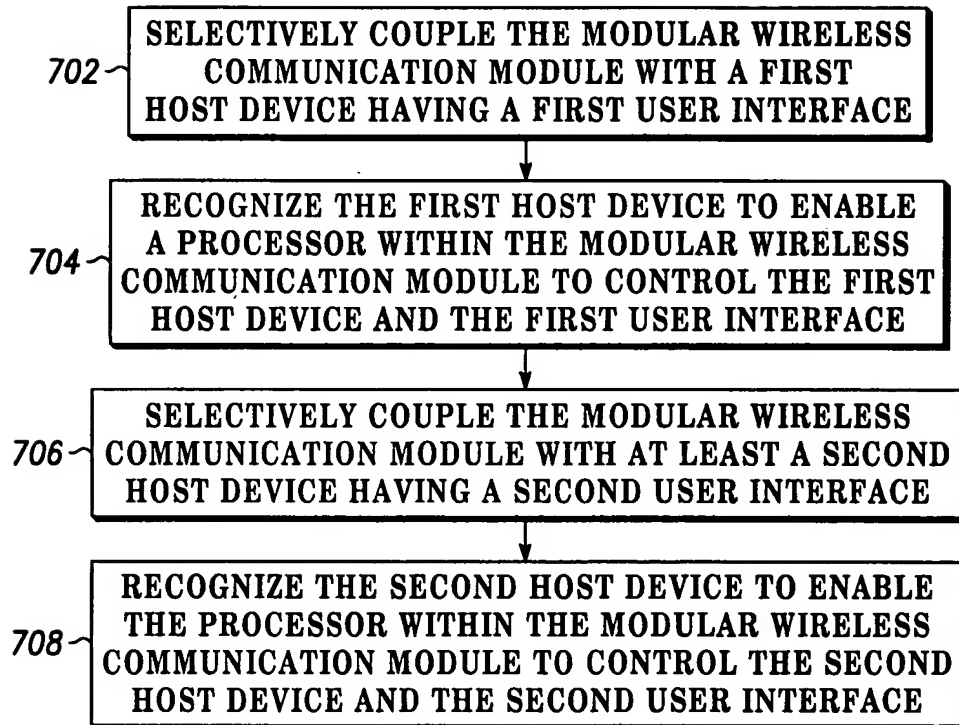 702
SELECTIVELY COUPLE THE MODULAR WIRELESS
COMMUNICATION MODULE WITH A FIRST
HOST DEVICE HAVING A FIRST USER INTERFACE
704
RECOGNIZE THE FIRST HOST DEVICE TO ENABLE
A PROCESSOR WITHIN THE MODULAR WIRELESS
COMMUNICATION MODULE TO CONTROL THE FIRST
HOST DEVICE AND THE FIRST USER INTERFACE
706
SELECTIVELY COUPLE THE MODULAR WIRELESS
COMMUNICATION MODULE WITH AT LEAST A SECOND
HOST DEVICE HAVING A SECOND USER INTERFACE
708
RECOGNIZE THE SECOND HOST DEVICE TO ENABLE
THE PROCESSOR WITHIN THE MODULAR WIRELESS
COMMUNICATION MODULE TO CONTROL THE SECOND
HOST DEVICE AND THE SECOND USER INTERFACE